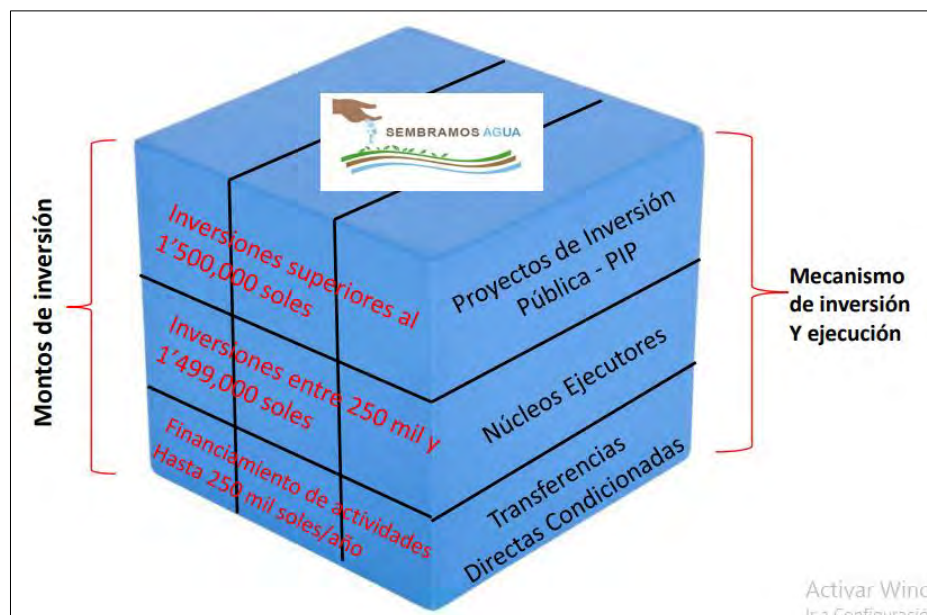 SEMBRAMOS AGUA
Montos de inversión
Inversiones superiores al
1'500,000 soles
Inversiones entre 250 mil y
1'499,000 soles
Financiamiento de actividades
Hasta 250 mil soles/año
Proyectos de Inversión
Pública - PIP
Núcleos Ejecutores
Transferencias
Directas Condicionadas
Mecanismo
de inversión
Y ejecución
Activar Wind